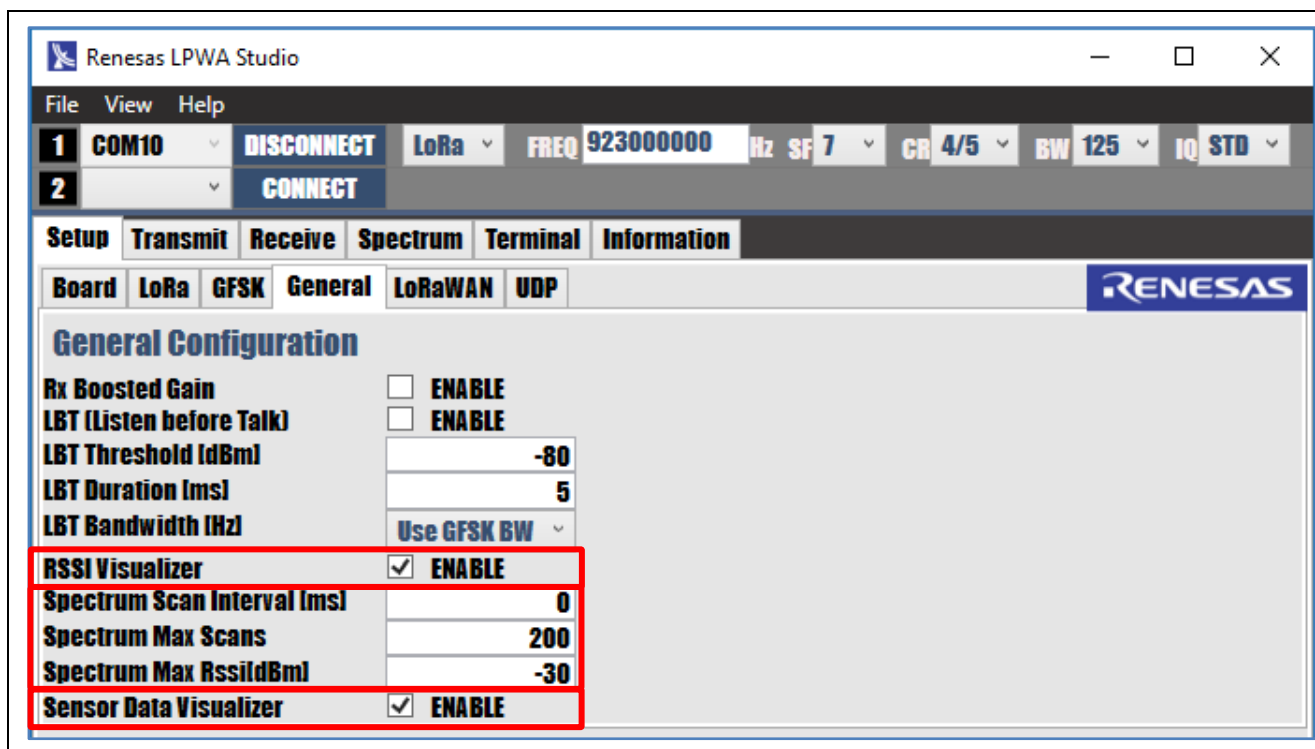 Renesas LPWA Studio
File View Help
1 COM10 DISCONNECT LoRa FREQ 923000000 Hz SF 7 CR 4/5 BW 125 IQ STD
2 CONNECT
Setup Transmit Receive Spectrum Terminal Information
Board LoRa GFSK General LoRaWAN UDP RENESAS
General Configuration
Rx Boosted Gain ENABLE
LBT (Listen before Talk) ENABLE
LBT Threshold [dBm] -80
LBT Duration [ms] 5
LBT Bandwidth [Hz] Use GFSK BW
RSSI Visualizer ENABLE
Spectrum Scan Interval [ms] 0
Spectrum Max Scans 200
Spectrum Max Rssi[dBm] -30
Sensor Data Visualizer ENABLE